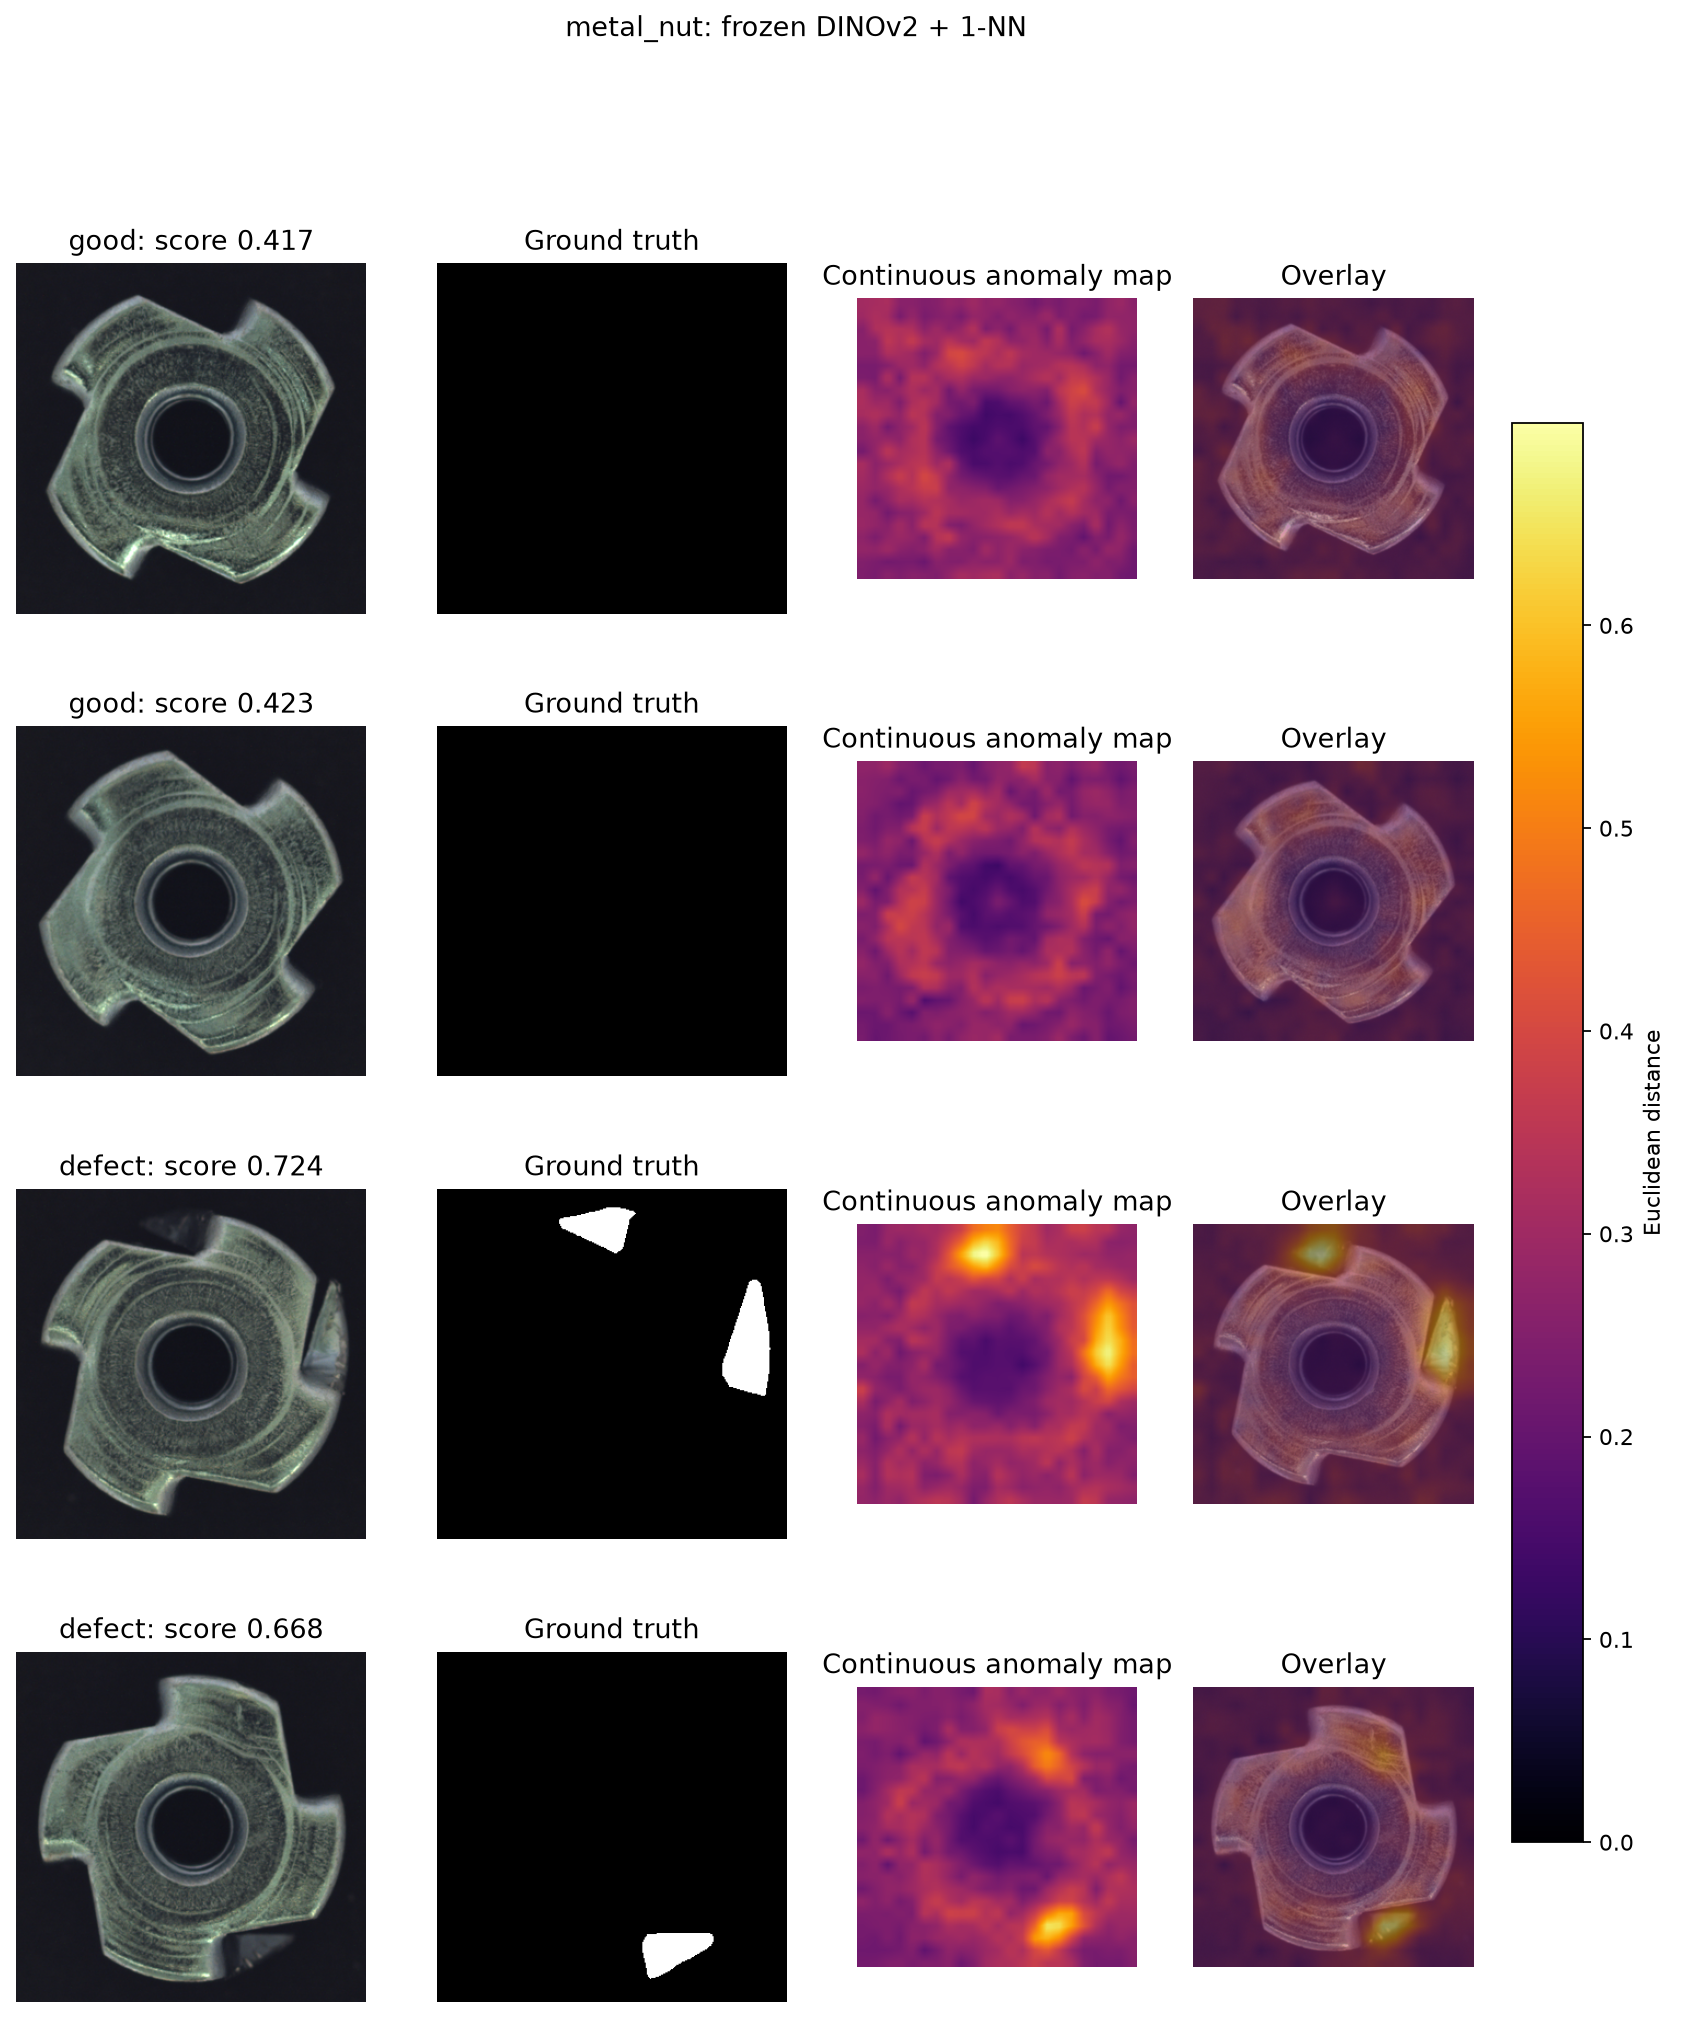 metal_nut: frozen DINOv2 + 1-NN
good: score 0.417
Ground truth
Continuous anomaly map
Overlay
good: score 0.423
Ground truth
Continuous anomaly map
Overlay
defect: score 0.724
Ground truth
Continuous anomaly map
Overlay
defect: score 0.668
Ground truth
Continuous anomaly map
Overlay
0.6
0.5
0.4
0.3
0.2
0.1
0.0
Euclidean distance